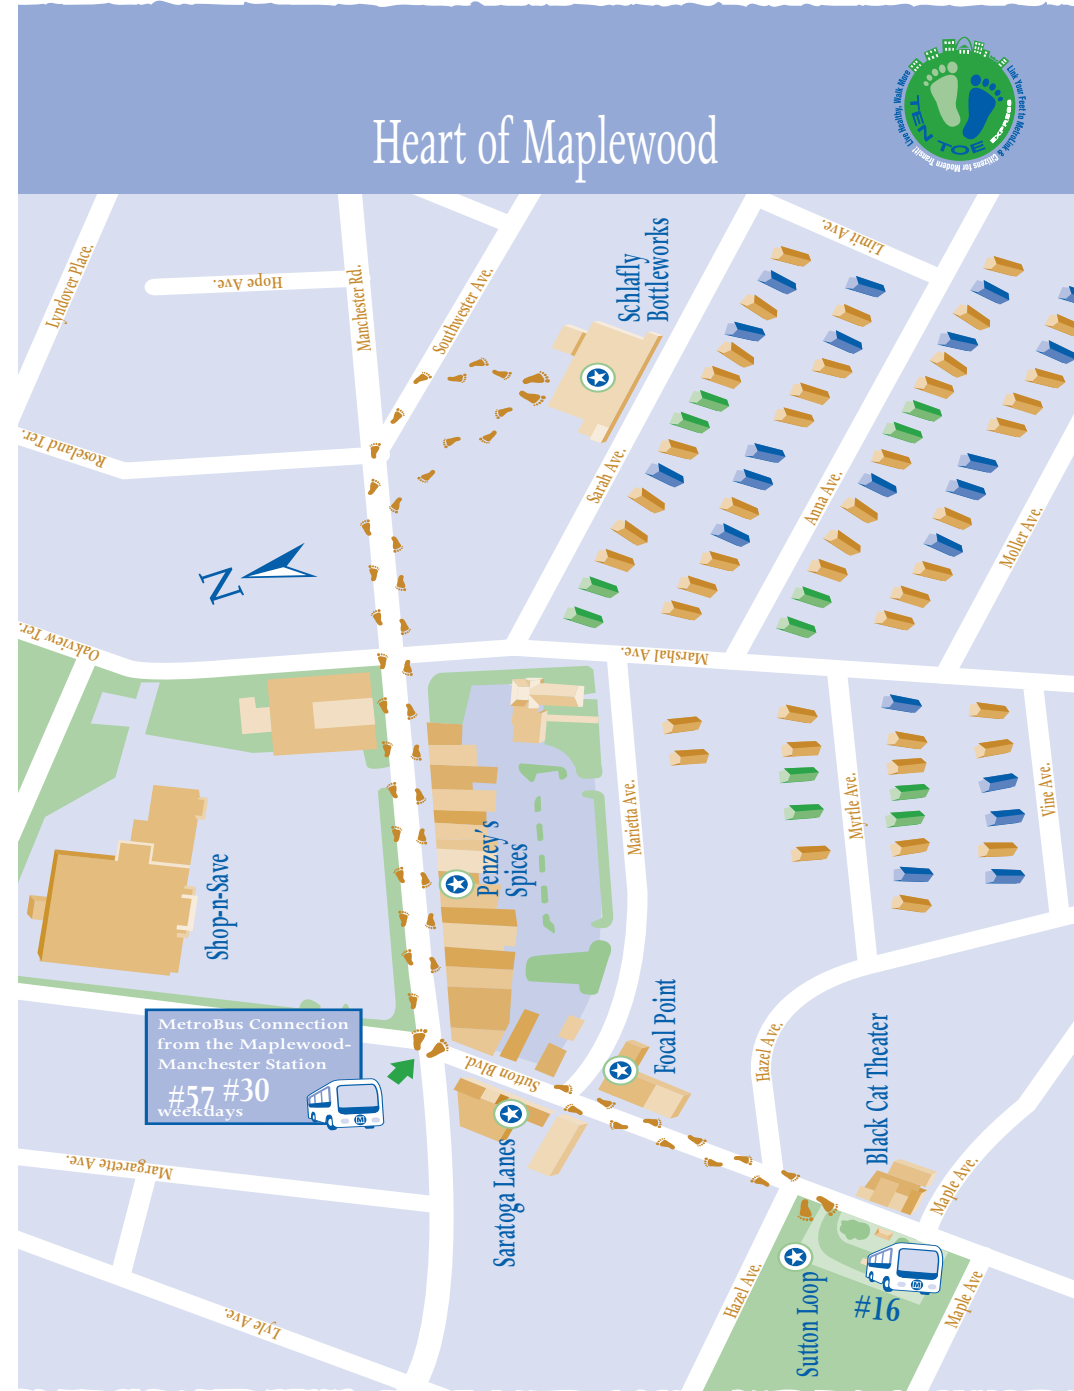 Heart of Maplewood
Live Healthy, Walk More
Link Your Feet to MetroLink &
Citizens for Modern Transit!
TEN TOE
EXPRESS
Lyndover Place.
Hope Ave.
Manchester Rd.
Southwester Ave.
Schlafly
Bottleworks
Limit Ave.
Roseland Ter.
Sarah Ave.
Anna Ave.
Moller Ave.
N
Oakview Ter.
Marshal Ave.
Marietta Ave.
Myrtle Ave.
Vine Ave.
Penzey's
Spices
Shop-n-Save
MetroBus Connection
from the Maplewood-
Manchester Station
#57 #30
weekdays
M
Sutton Blvd.
Focal Point
Hazel Ave.
Black Cat Theater
Margarette Ave.
Saratoga Lanes
Maple Ave.
Lyle Ave.
Hazel Ave.
Sutton Loop
M
#16
Maple Ave